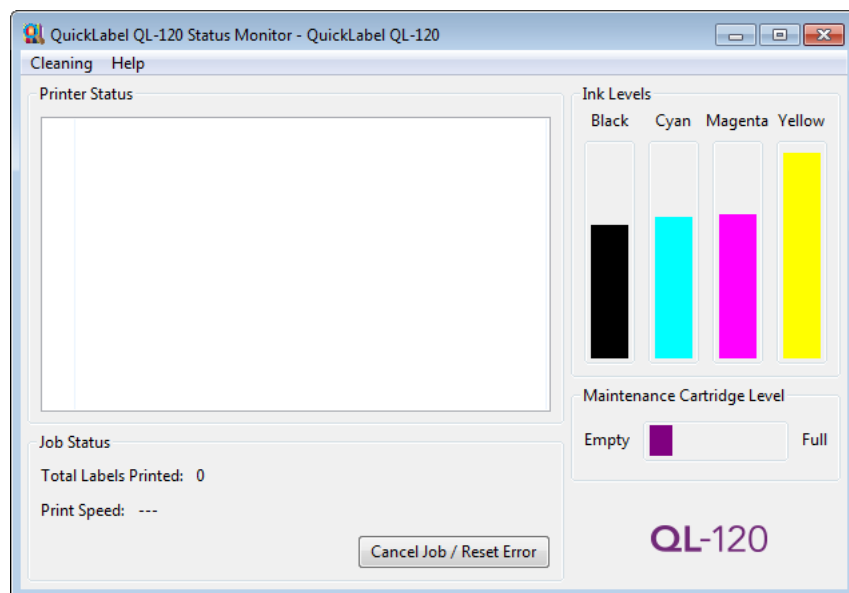 QuickLabel QL-120 Status Monitor - QuickLabel QL-120
Cleaning Help
Printer Status
Ink Levels
Black Cyan Magenta Yellow
Maintenance Cartridge Level
Empty Full
Job Status
Total Labels Printed: 0
Print Speed: ---
Cancel Job / Reset Error
QL-120